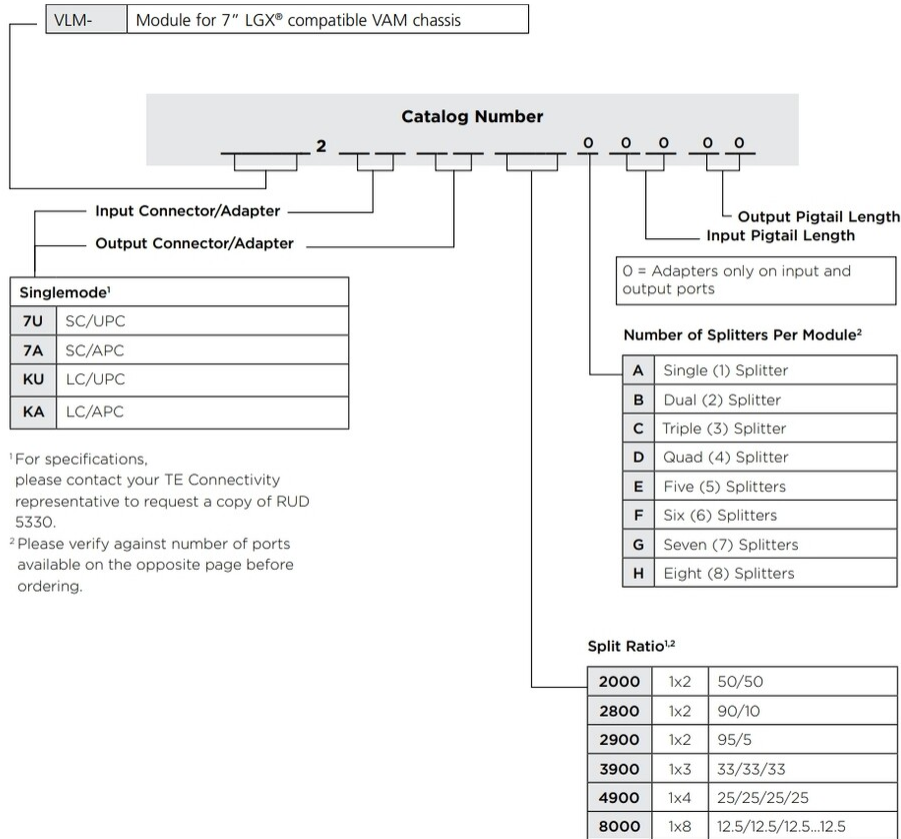 VLM- Module for 7” LGX® compatible VAM chassis
Catalog Number
2 0 0 0 0 0
Input Connector/Adapter
Output Connector/Adapter
Output Pigtail Length
Input Pigtail Length
0 = Adapters only on input and
output ports
Singlemode¹
7U SC/UPC
7A SC/APC
KU LC/UPC
KA LC/APC
¹ For specifications,
please contact your TE Connectivity
representative to request a copy of RUD
5330.
² Please verify against number of ports
available on the opposite page before
ordering.
Number of Splitters Per Module²
A Single (1) Splitter
B Dual (2) Splitter
C Triple (3) Splitter
D Quad (4) Splitter
E Five (5) Splitters
F Six (6) Splitters
G Seven (7) Splitters
H Eight (8) Splitters
Split Ratio¹,²
2000 1x2 50/50
2800 1x2 90/10
2900 1x2 95/5
3900 1x3 33/33/33
4900 1x4 25/25/25/25
8000 1x8 12.5/12.5/12.5...12.5